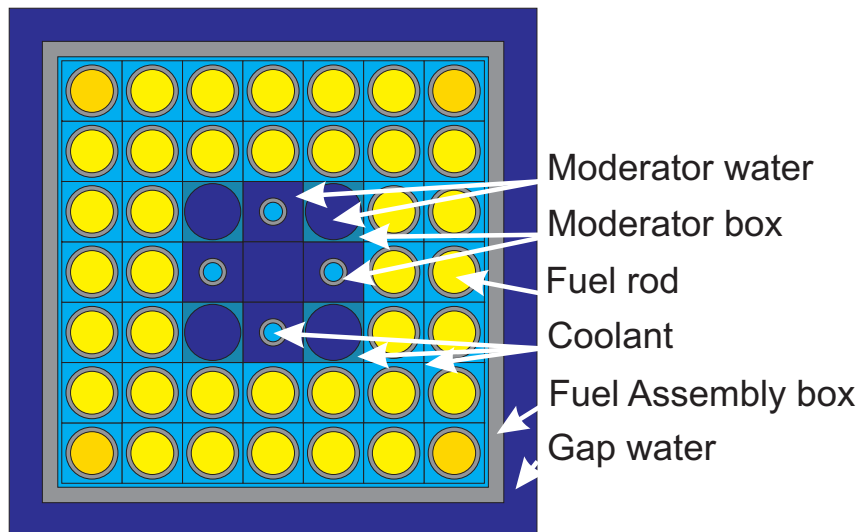 Moderator water
Moderator box
Fuel rod
Coolant
Fuel Assembly box
Gap water